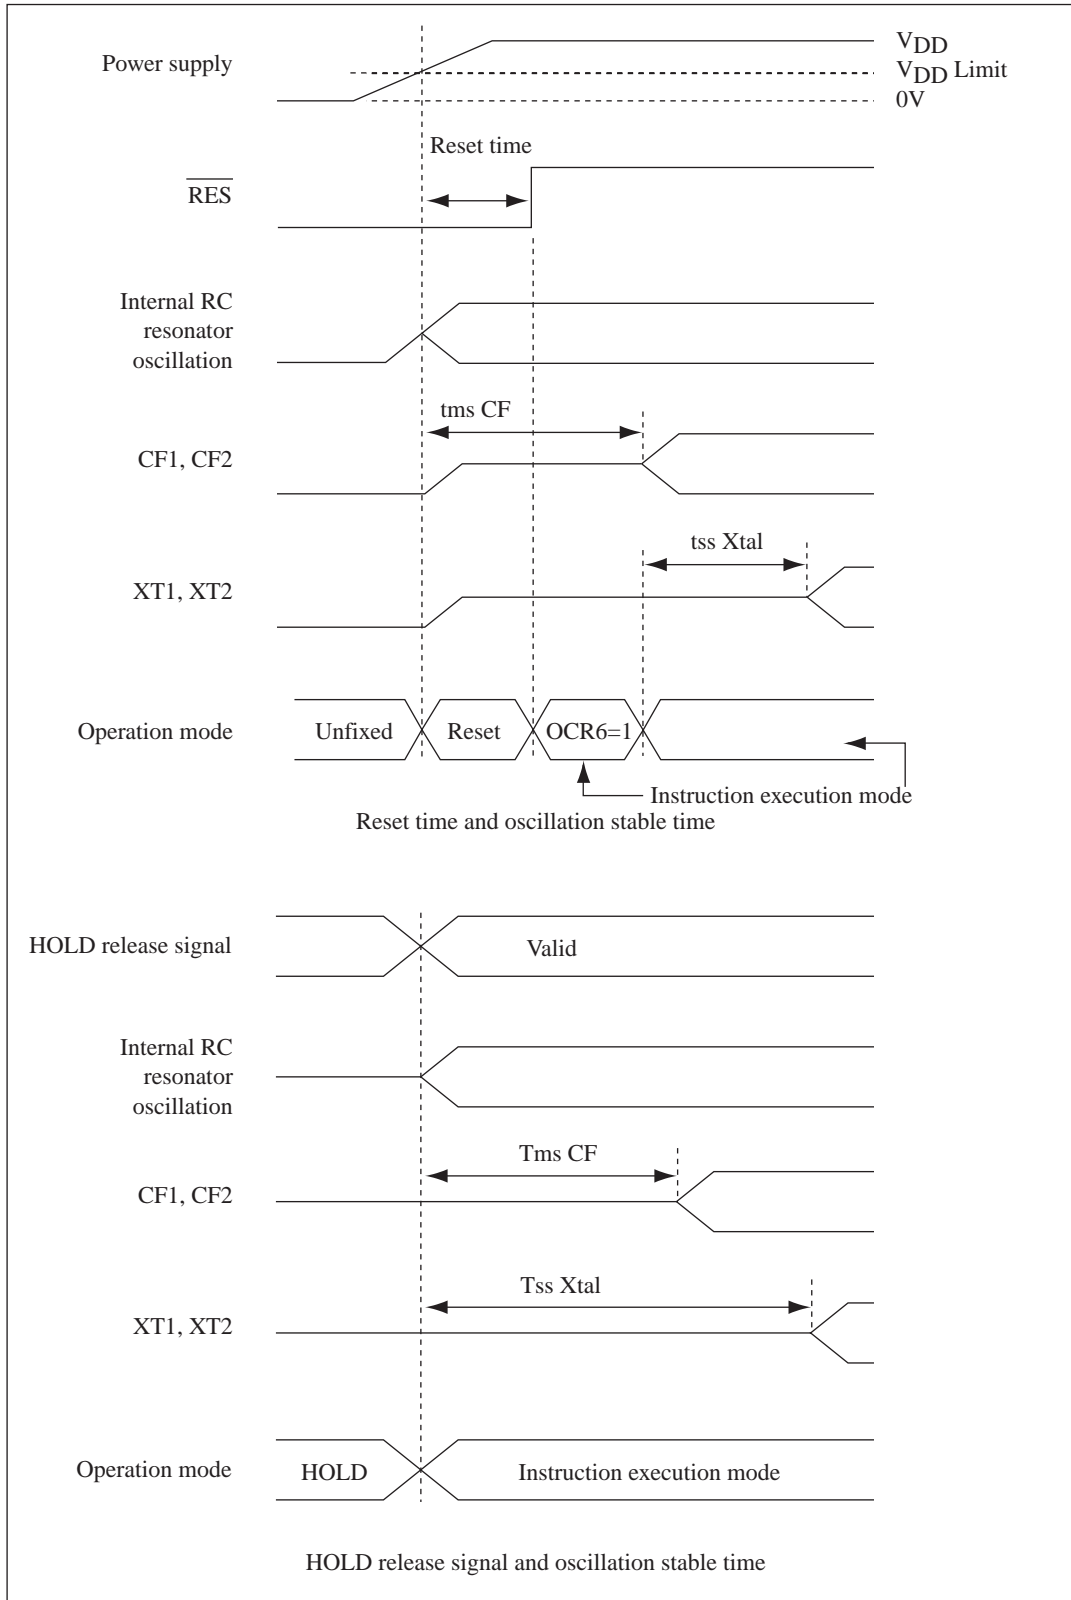 Power supply
VDD
VDD Limit
0V
Reset time
RES
Internal RC
resonator
oscillation
tms CF
CF1, CF2
tss Xtal
XT1, XT2
Operation mode
Unfixed
Reset
OCR6=1
Instruction execution mode
Reset time and oscillation stable time
HOLD release signal
Valid
Internal RC
resonator
oscillation
Tms CF
CF1, CF2
Tss Xtal
XT1, XT2
Operation mode
HOLD
Instruction execution mode
HOLD release signal and oscillation stable time